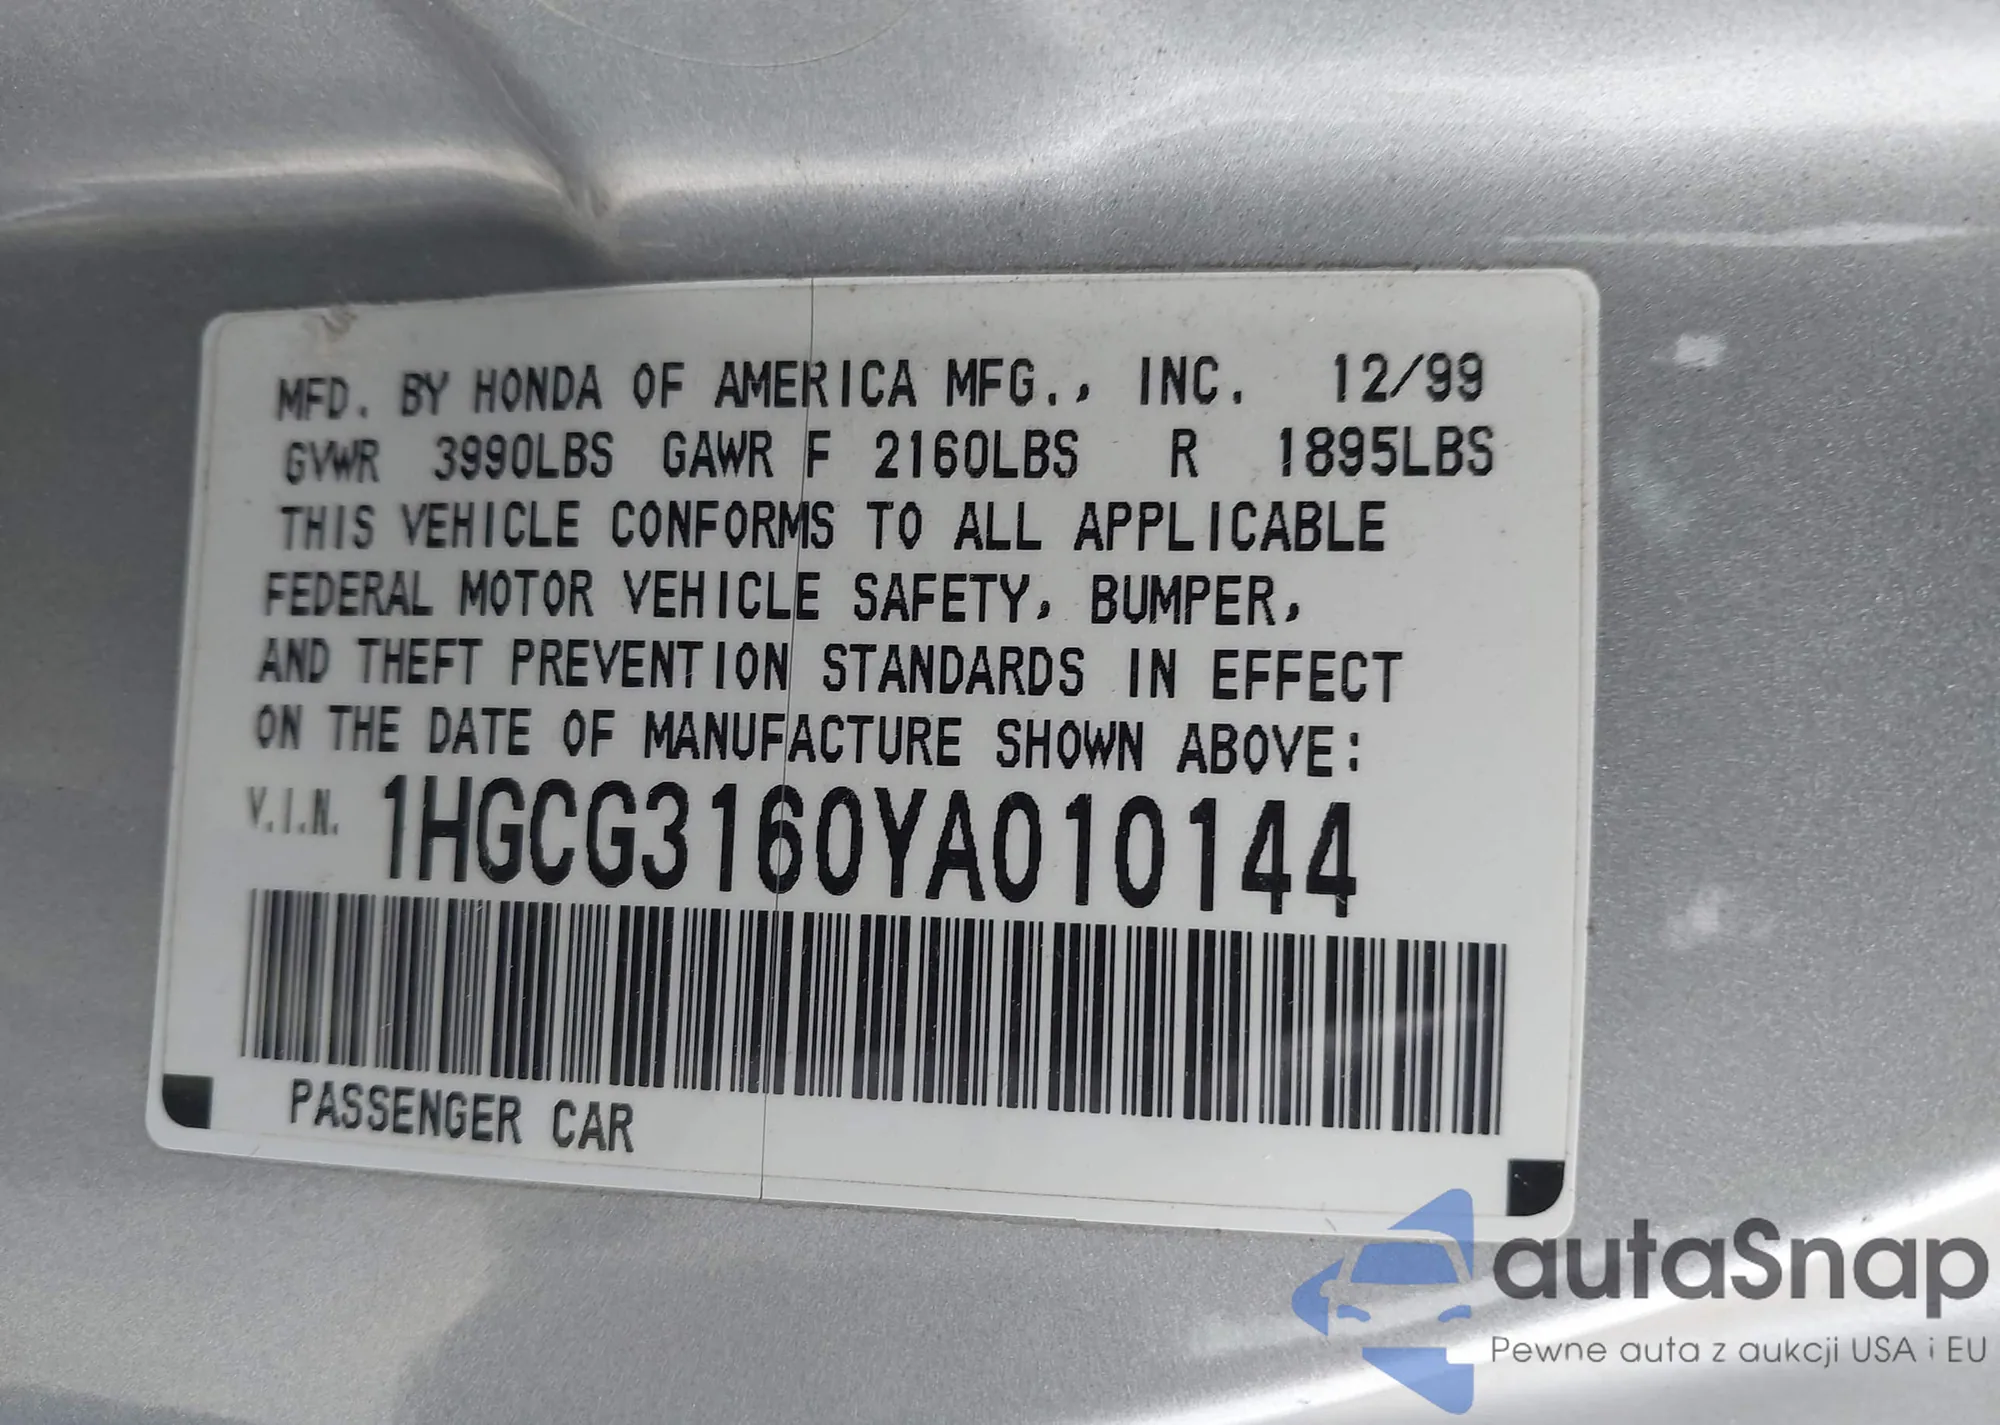 MFD. BY HONDA OF AMERICA MFG., INC. 12/99
GVWR 3990LBS GAWR F 2160LBS R 1895LBS
THIS VEHICLE CONFORMS TO ALL APPLICABLE
FEDERAL MOTOR VEHICLE SAFETY, BUMPER,
AND THEFT PREVENTION STANDARDS IN EFFECT
ON THE DATE OF MANUFACTURE SHOWN ABOVE:
V.I.N. 1HGCG3160YA010144
PASSENGER CAR
autaSnap
Pewne auta z aukcji USA i EU